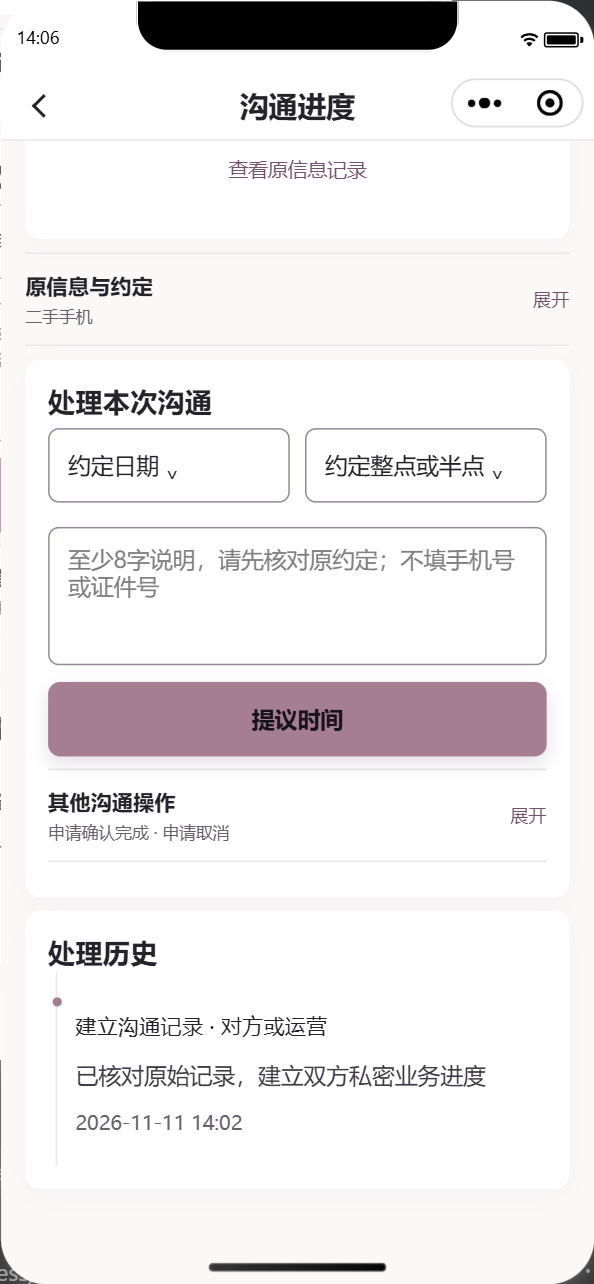 14:06
沟通进度
查看原信息记录
原信息与约定
展开
二手手机
处理本次沟通
约定日期
约定整点或半点
至少8字说明，请先核对原约定；不填手机号
或证件号
提议时间
其他沟通操作
展开
申请确认完成 · 申请取消
处理历史
建立沟通记录 · 对方或运营
已核对原始记录，建立双方私密业务进度
2026-11-11 14:02